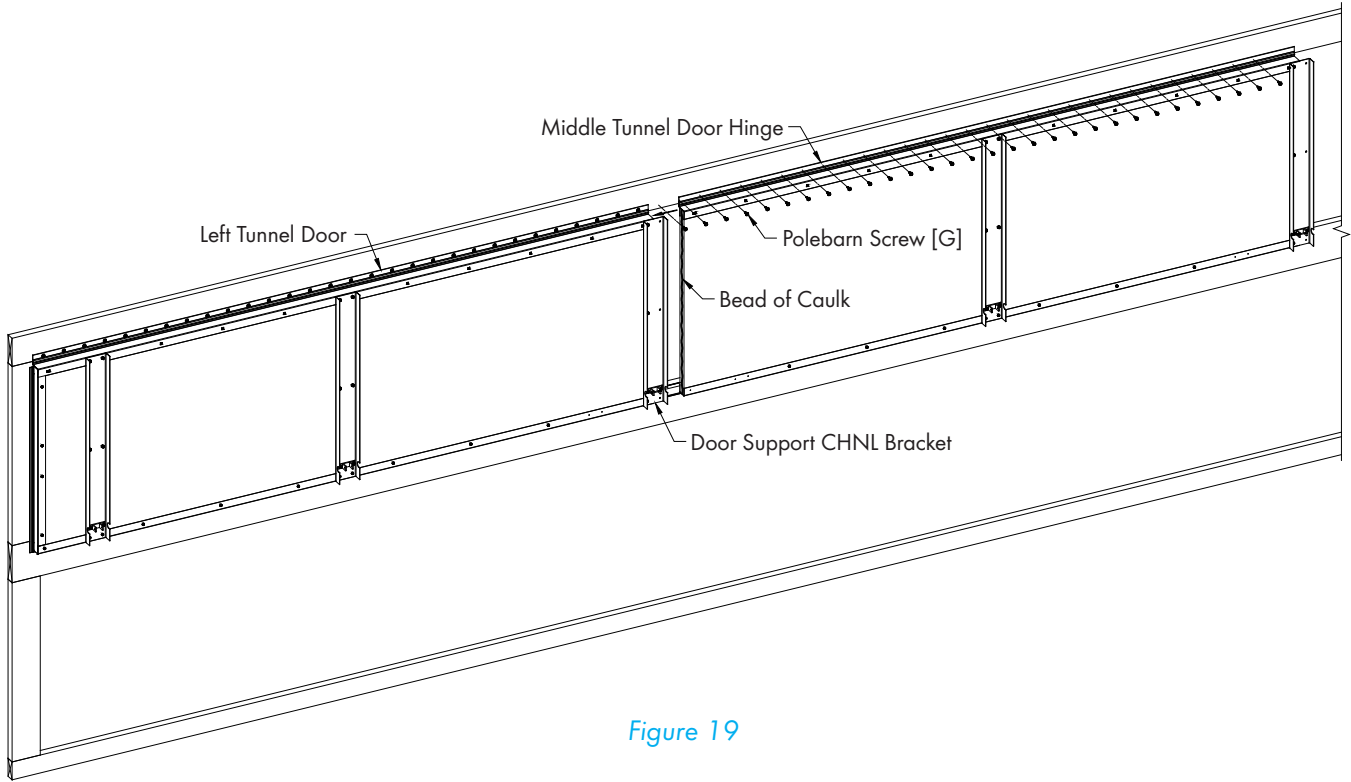 Middle Tunnel Door Hinge
Left Tunnel Door
Polebarn Screw [G]
Bead of Caulk
Door Support CHNL Bracket
Figure 19